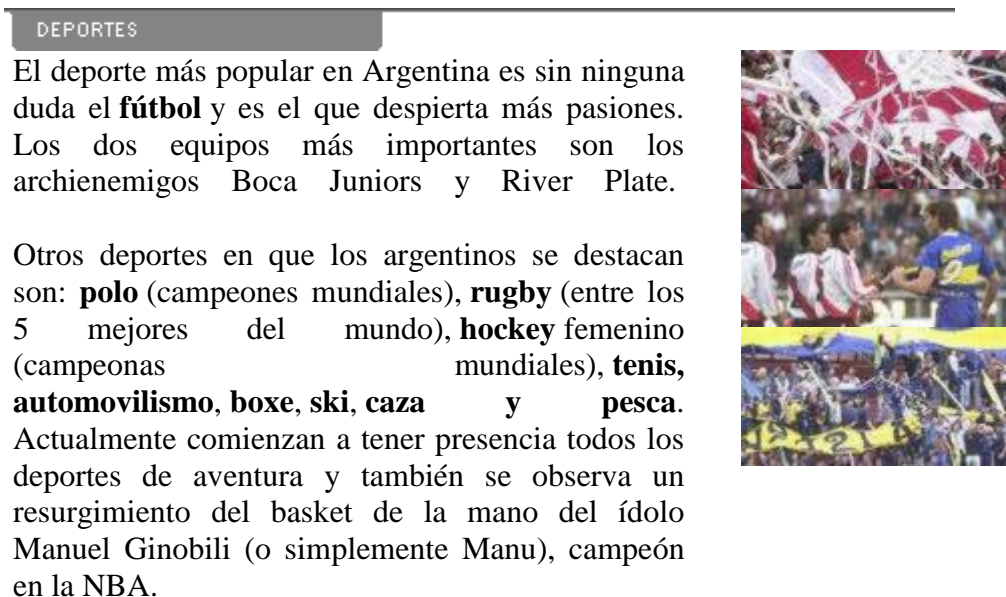 DEPORTES
El deporte más popular en Argentina es sin ninguna
duda el fútbol y es el que despierta más pasiones.
Los dos equipos más importantes son los
archienemigos Boca Juniors y River Plate.
Otros deportes en que los argentinos se destacan
son: polo (campeones mundiales), rugby (entre los
5 mejores del mundo), hockey femenino
(campeonas mundiales), tenis,
automovilismo, boxe, ski, caza y pesca.
Actualmente comienzan a tener presencia todos los
deportes de aventura y también se observa un
resurgimiento del basket de la mano del ídolo
Manuel Ginobili (o simplemente Manu), campeón
en la NBA.
9